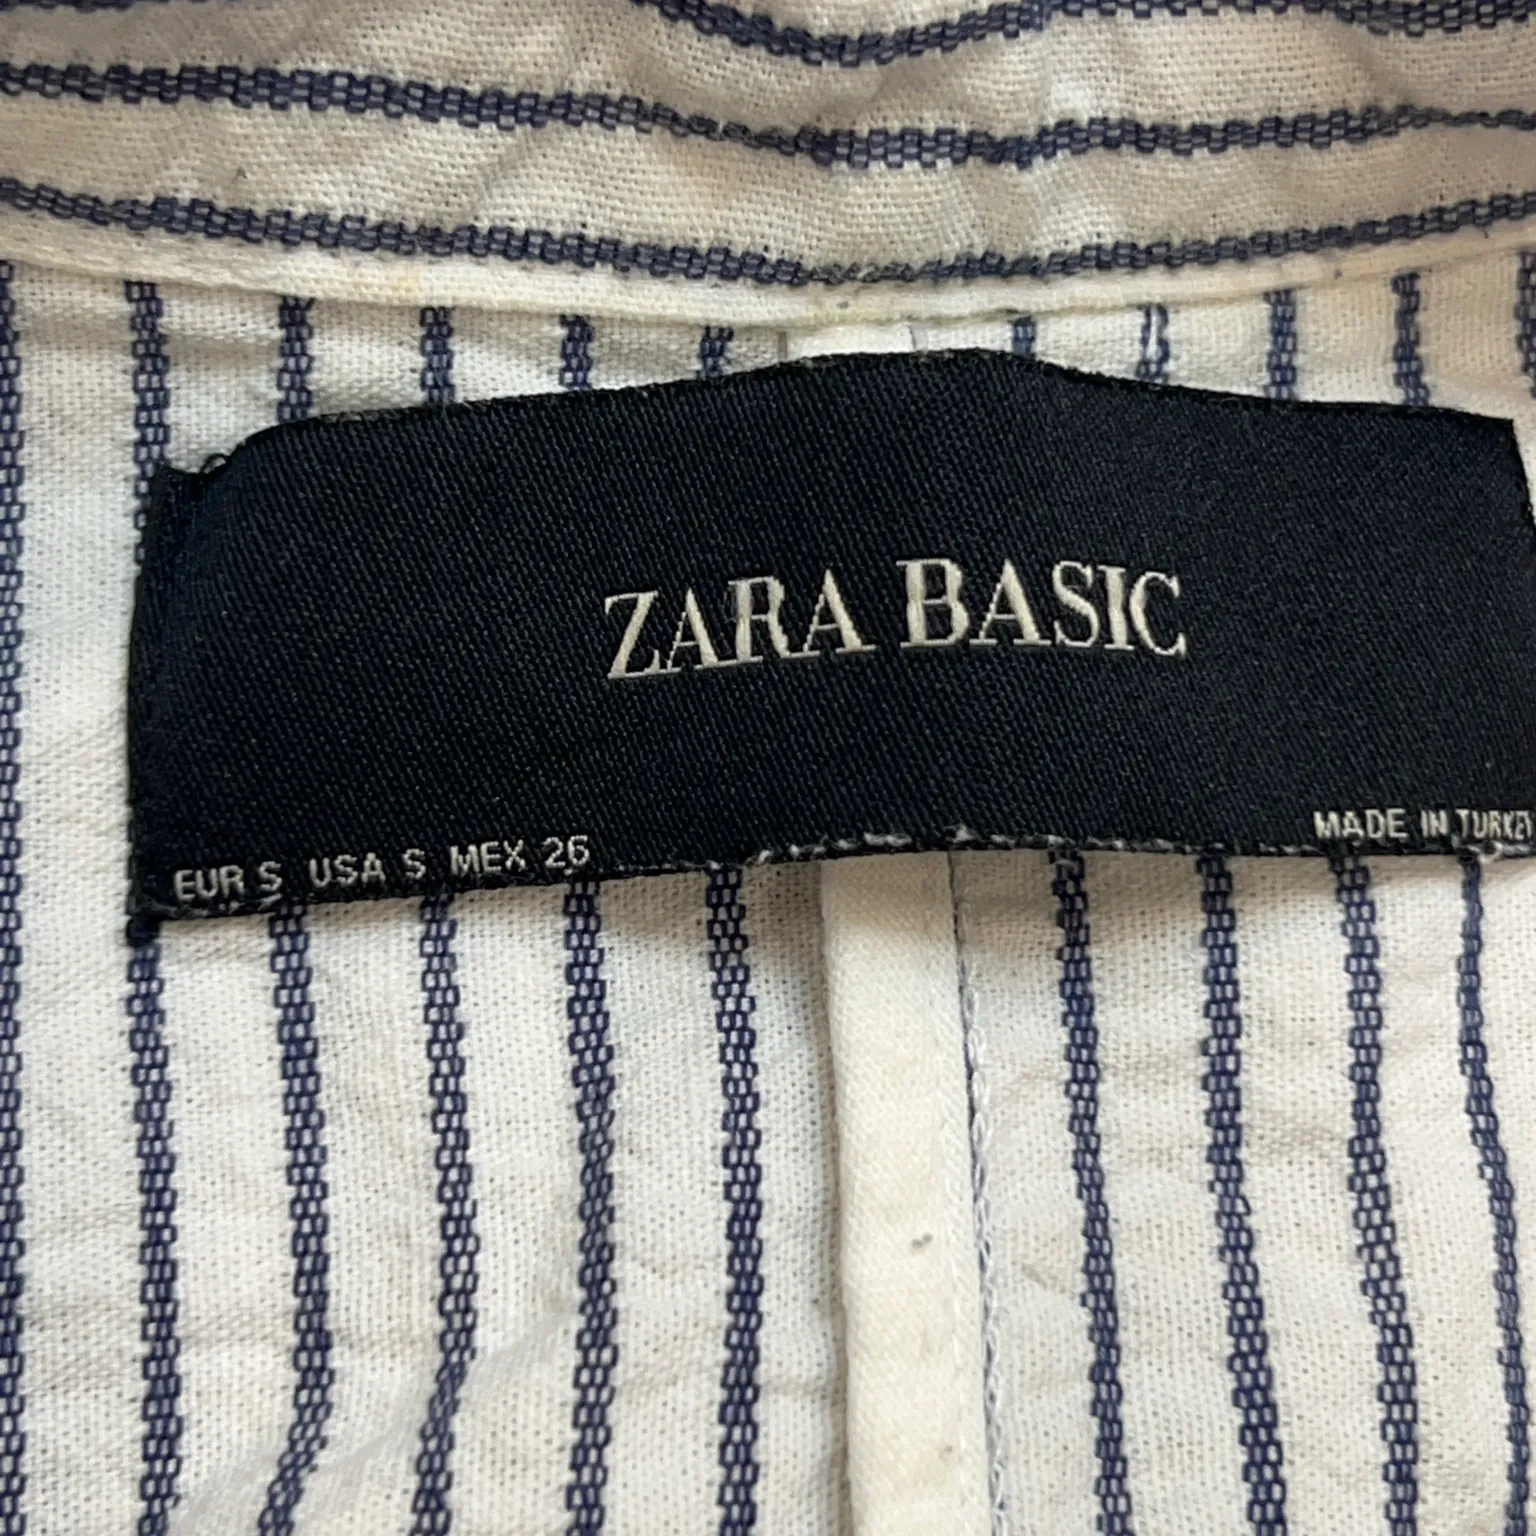 ZARA BASIC
EUR S USA S MEX 26
MADE IN TURKEY